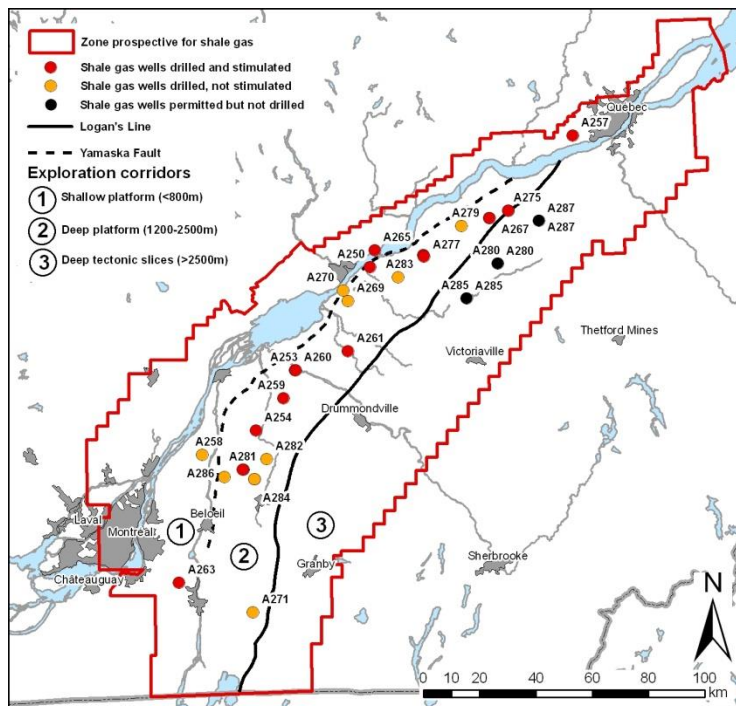 Zone prospective for shale gas
Shale gas wells drilled and stimulated
Shale gas wells drilled, not stimulated
Shale gas wells permitted but not drilled
Logan's Line
Yamaska Fault
Exploration corridors
1 Shallow platform (<800m)
2 Deep platform (1200-2500m)
3 Deep tectonic slices (>2500m)
Quebec
A257
A275
A279
A287
A267
A287
A265
A277
A250
A280
A280
A283
A270
A269
A285
A285
A261
Thetford Mines
A253
A260
Victoriaville
A259
Drummondville
A254
A258
A282
A281
A286
A284
Beloeil
Laval
Montreal
1
2
3
Châteauguay
Granby
Sherbrooke
A263
A271
N
0 10 20 40 60 80 100
km